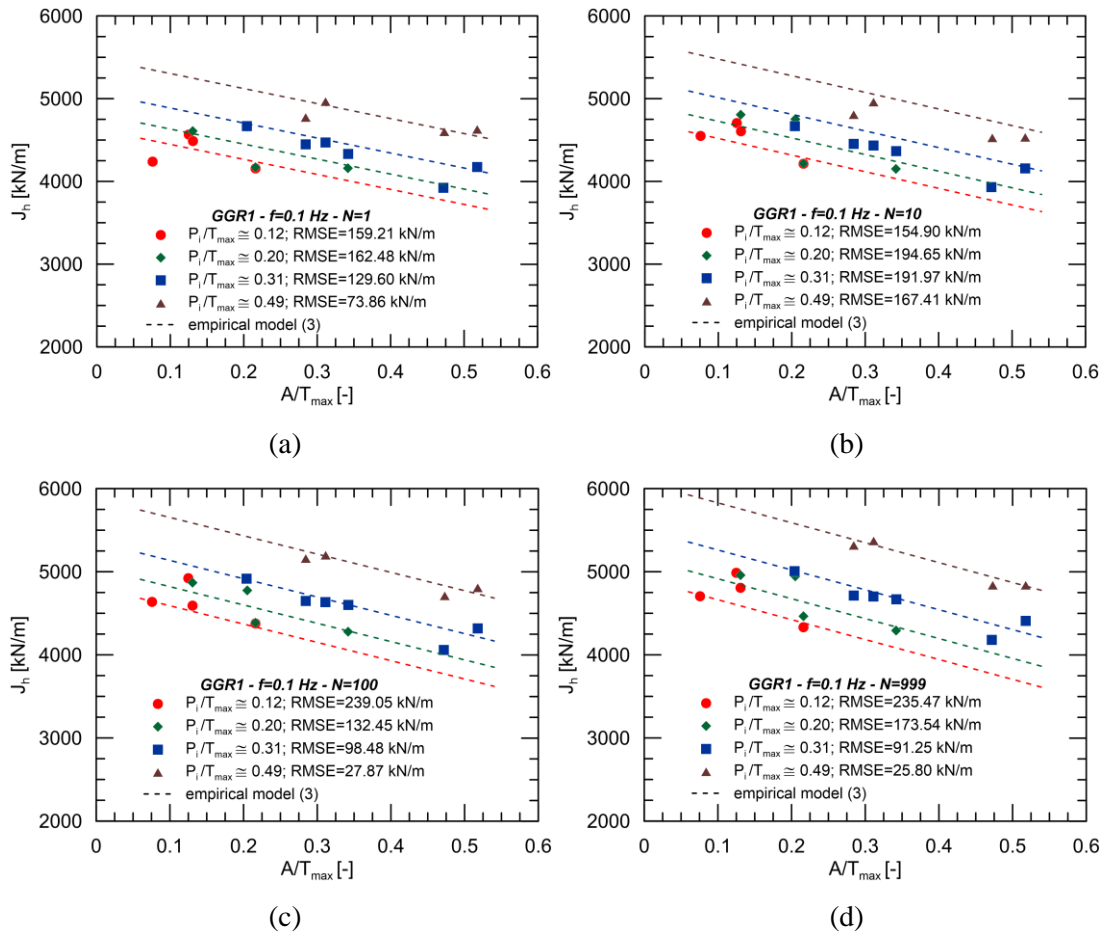 6000
5000
4000
3000
2000
J_h [kN/m]
GGR1 - f=0.1 Hz - N=1
P_i/T_max ≅ 0.12; RMSE=159.21 kN/m
P_i/T_max ≅ 0.20; RMSE=162.48 kN/m
P_i/T_max ≅ 0.31; RMSE=129.60 kN/m
P_i/T_max ≅ 0.49; RMSE=73.86 kN/m
empirical model (3)
0 0.1 0.2 0.3 0.4 0.5 0.6
A/T_max [-]
(a)
6000
5000
4000
3000
2000
J_h [kN/m]
GGR1 - f=0.1 Hz - N=10
P_i/T_max ≅ 0.12; RMSE=154.90 kN/m
P_i/T_max ≅ 0.20; RMSE=194.65 kN/m
P_i/T_max ≅ 0.31; RMSE=191.97 kN/m
P_i/T_max ≅ 0.49; RMSE=167.41 kN/m
empirical model (3)
0 0.1 0.2 0.3 0.4 0.5 0.6
A/T_max [-]
(b)
6000
5000
4000
3000
2000
J_h [kN/m]
GGR1 - f=0.1 Hz - N=100
P_i/T_max ≅ 0.12; RMSE=239.05 kN/m
P_i/T_max ≅ 0.20; RMSE=132.45 kN/m
P_i/T_max ≅ 0.31; RMSE=98.48 kN/m
P_i/T_max ≅ 0.49; RMSE=27.87 kN/m
empirical model (3)
0 0.1 0.2 0.3 0.4 0.5 0.6
A/T_max [-]
(c)
6000
5000
4000
3000
2000
J_h [kN/m]
GGR1 - f=0.1 Hz - N=999
P_i/T_max ≅ 0.12; RMSE=235.47 kN/m
P_i/T_max ≅ 0.20; RMSE=173.54 kN/m
P_i/T_max ≅ 0.31; RMSE=91.25 kN/m
P_i/T_max ≅ 0.49; RMSE=25.80 kN/m
empirical model (3)
0 0.1 0.2 0.3 0.4 0.5 0.6
A/T_max [-]
(d)